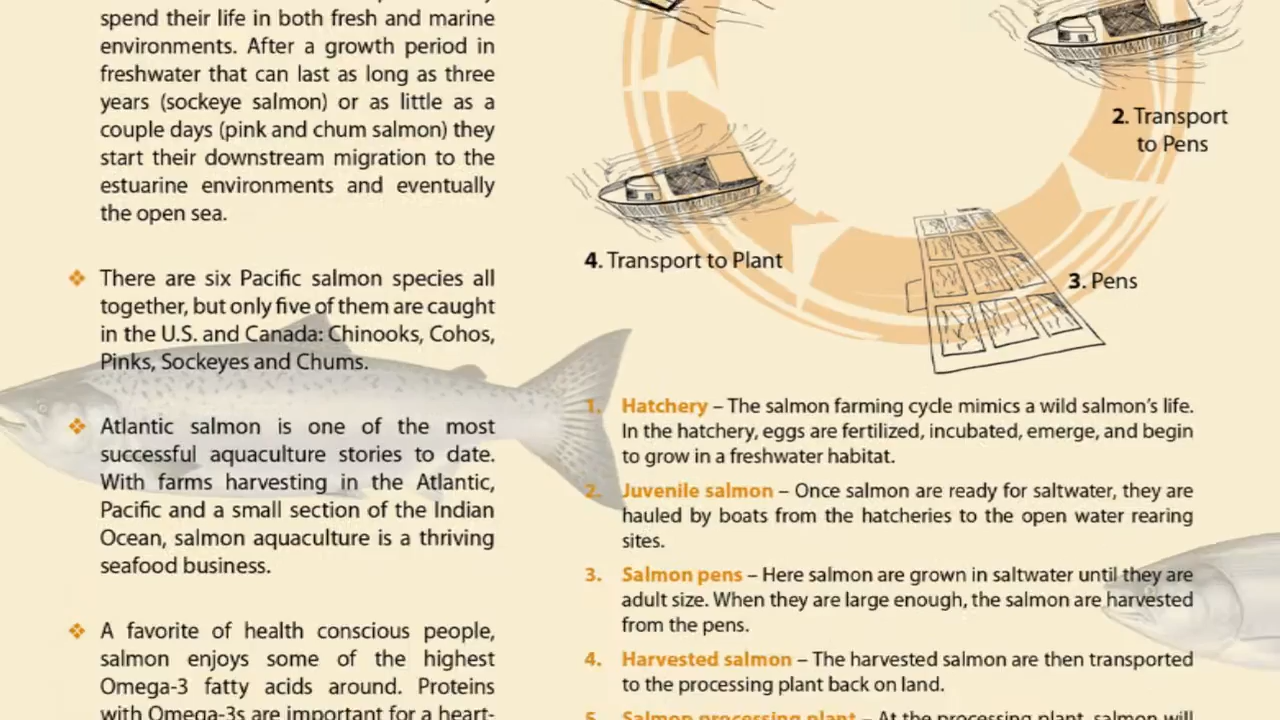 spend their life in both fresh and marine
environments. After a growth period in
freshwater that can last as long as three
years (sockeye salmon) or as little as a
couple days (pink and chum salmon) they
start their downstream migration to the
estuarine environments and eventually
the open sea.
❖ There are six Pacific salmon species all
together, but only five of them are caught
in the U.S. and Canada: Chinooks, Cohos,
Pinks, Sockeyes and Chums.
❖ Atlantic salmon is one of the most
successful aquaculture stories to date.
With farms harvesting in the Atlantic,
Pacific and a small section of the Indian
Ocean, salmon aquaculture is a thriving
seafood business.
❖ A favorite of health conscious people,
salmon enjoys some of the highest
Omega-3 fatty acids around. Proteins
with Omega-3s are important for a heart-
2. Transport
to Pens
4. Transport to Plant
3. Pens
1. Hatchery – The salmon farming cycle mimics a wild salmon's life.
In the hatchery, eggs are fertilized, incubated, emerge, and begin
to grow in a freshwater habitat.
2. Juvenile salmon – Once salmon are ready for saltwater, they are
hauled by boats from the hatcheries to the open water rearing
sites.
3. Salmon pens – Here salmon are grown in saltwater until they are
adult size. When they are large enough, the salmon are harvested
from the pens.
4. Harvested salmon – The harvested salmon are then transported
to the processing plant back on land.
5. Salmon processing plant – At the processing plant, salmon will